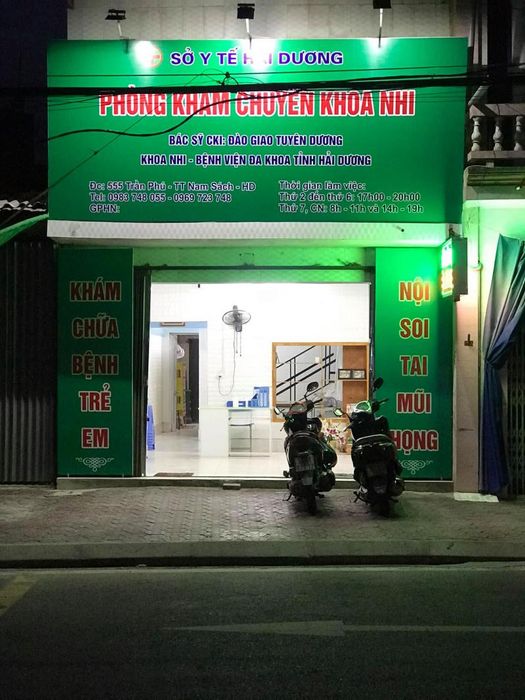 SỞ Y TẾ HẢI DƯƠNG
PHÒNG KHÁM CHUYÊN KHOA NHI
BÁC SỸ CKI: ĐÀO GIAO TUYÊN DƯƠNG
KHOA NHI - BỆNH VIỆN ĐA KHOA TỈNH HẢI DƯƠNG
Đc: 555 Trần Phú - TT Nam Sách - HD
Tel: 0983 748 055 - 0969 723 748
GPHN:
Thời gian làm việc:
Thứ 2 đến thứ 6: 17h00 - 20h00
Thứ 7, CN: 8h - 11h và 14h - 19h
KHÁM
CHỮA
BỆNH
TRẺ
EM
NỘI
SOI
TAI
MŨI
HỌNG